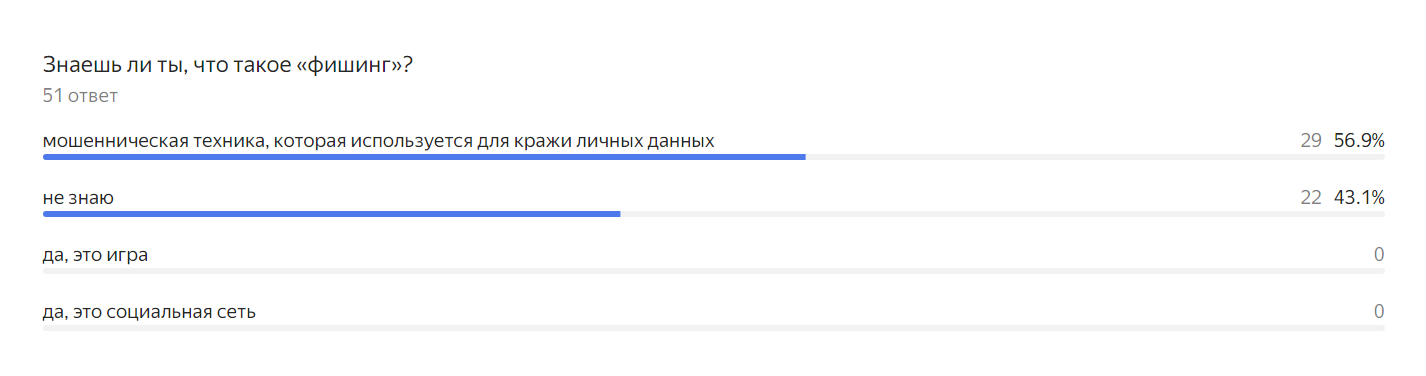 Знаешь ли ты, что такое «фишинг»?
51 ответ
мошенническая техника, которая используется для кражи личных данных 29 56.9%
не знаю 22 43.1%
да, это игра 0
да, это социальная сеть 0